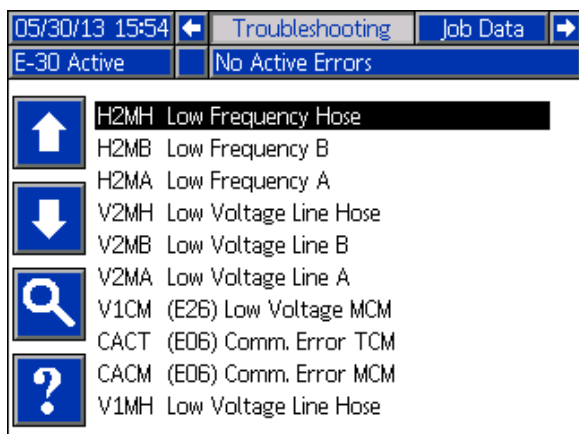 05/30/13 15:54 Troubleshooting Job Data
E-30 Active No Active Errors
H2MH Low Frequency Hose
H2MB Low Frequency B
H2MA Low Frequency A
V2MH Low Voltage Line Hose
V2MB Low Voltage Line B
V2MA Low Voltage Line A
V1CM (E26) Low Voltage MCM
CACT (E06) Comm. Error TCM
CACM (E06) Comm. Error MCM
V1MH Low Voltage Line Hose
?